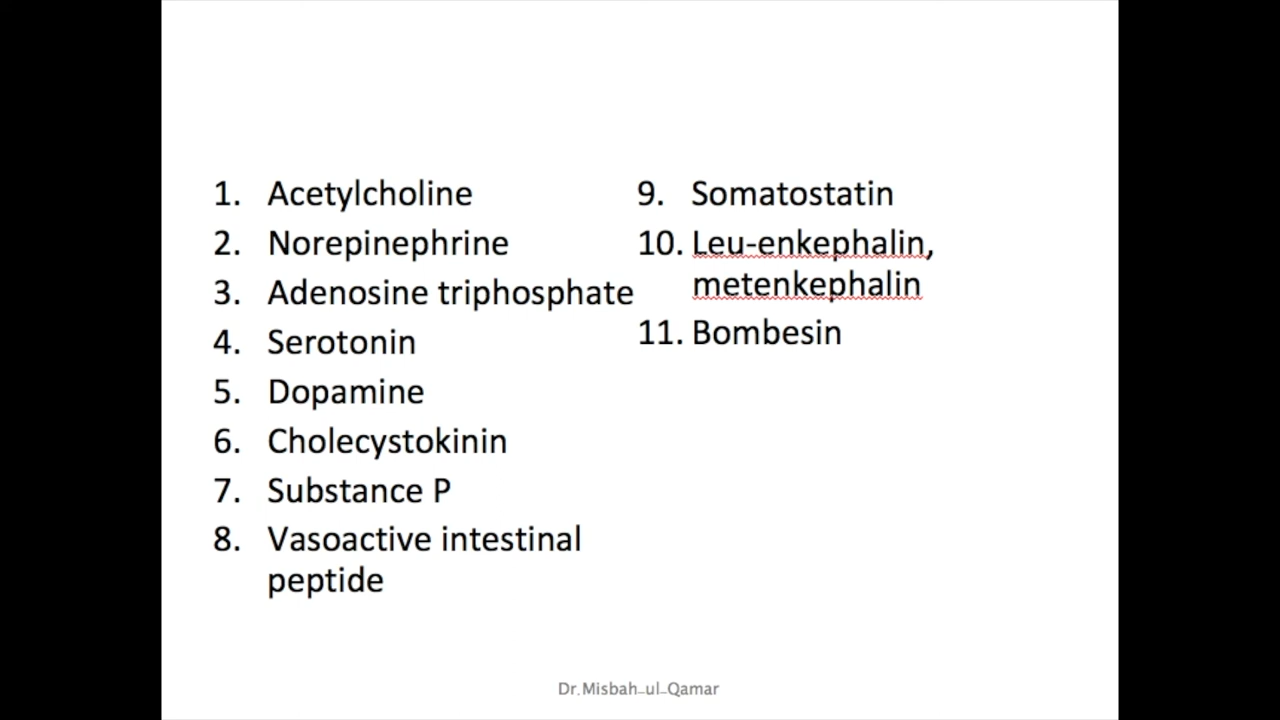 1. Acetylcholine
2. Norepinephrine
3. Adenosine triphosphate
4. Serotonin
5. Dopamine
6. Cholecystokinin
7. Substance P
8. Vasoactive intestinal
peptide
9. Somatostatin
10. Leu-enkephalin,
metenkephalin
11. Bombesin
Dr.Misbah-ul-Qamar